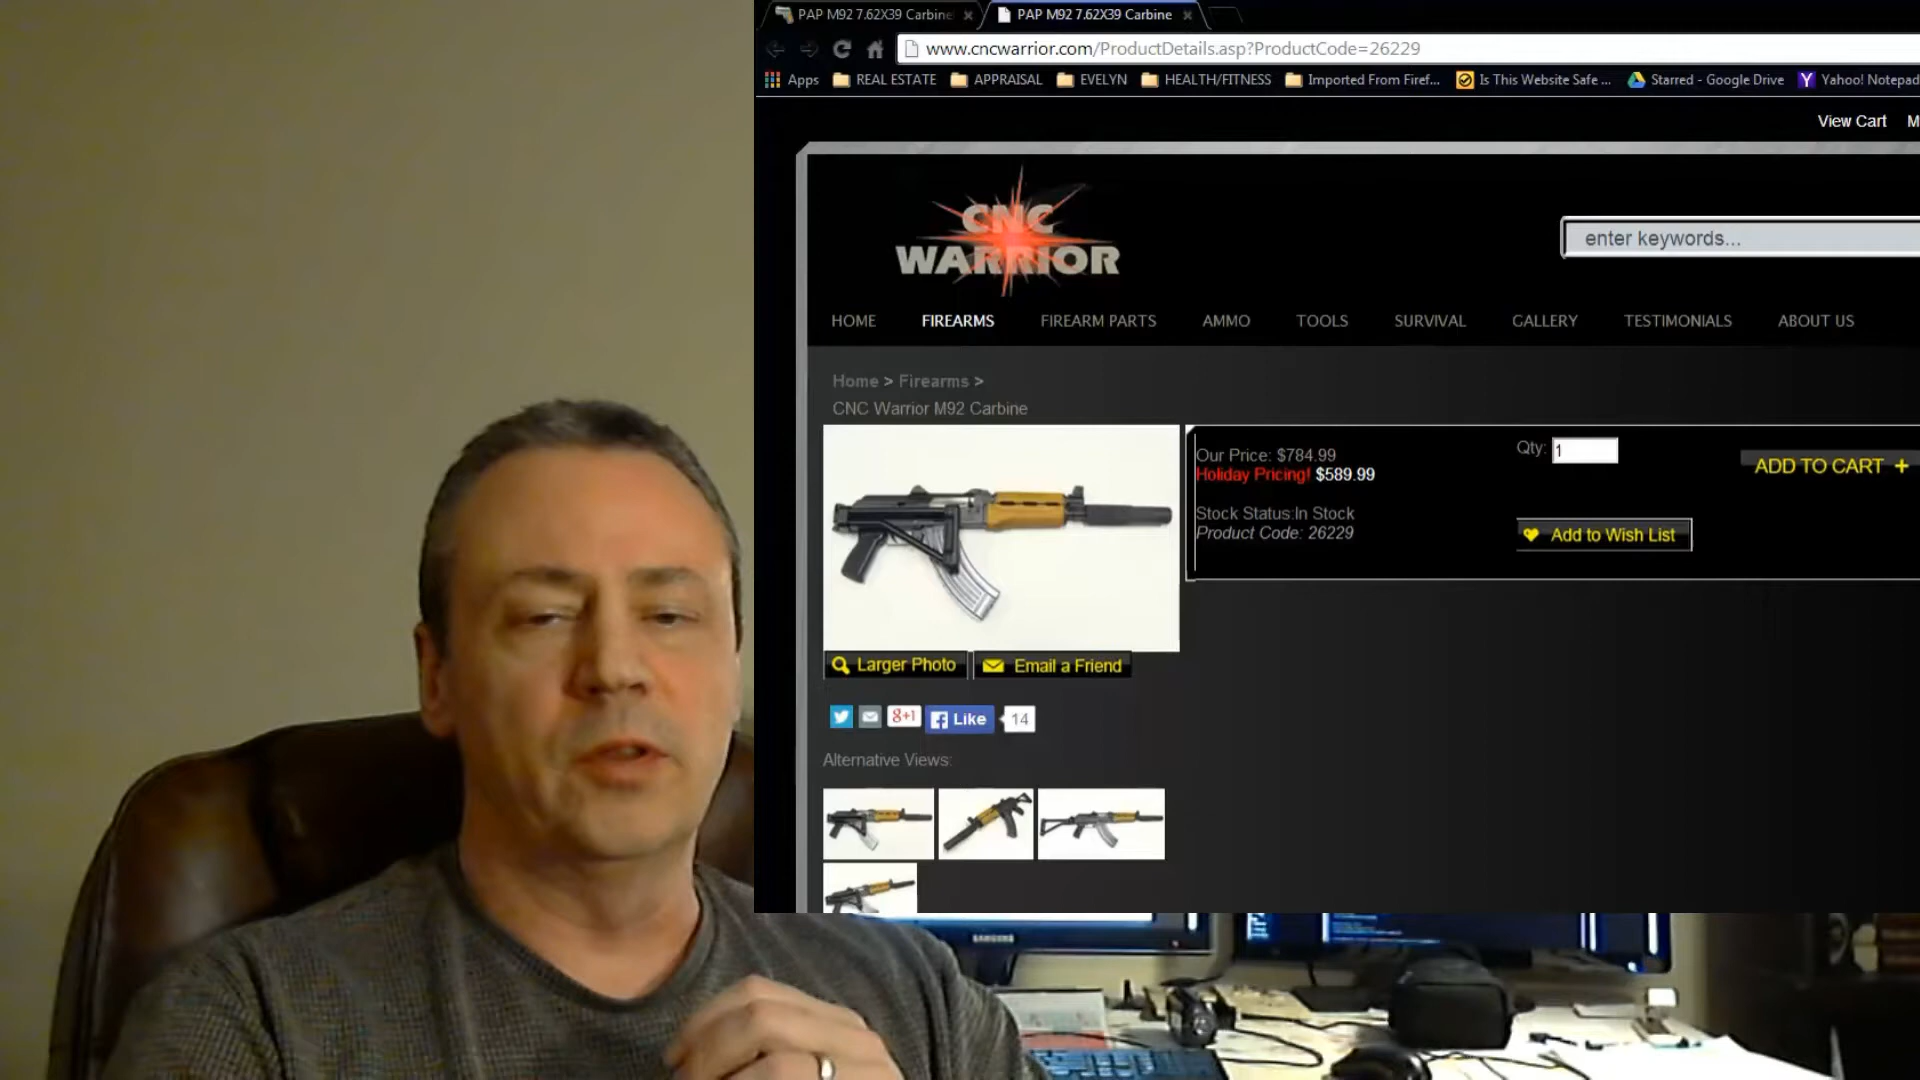 PAP M92 7.62X39 Carbine
PAP M92 7.62X39 Carbine
www.cncwarrior.com/ProductDetails.asp?ProductCode=26229
Apps REAL ESTATE APPRAISAL EVELYN HEALTH/FITNESS Imported From Firef... Is This Website Safe ... Starred - Google Drive Yahoo! Notepad
View Cart M
CNC
WARRIOR
enter keywords...
HOME FIREARMS FIREARM PARTS AMMO TOOLS SURVIVAL GALLERY TESTIMONIALS ABOUT US
Home > Firearms >
CNC Warrior M92 Carbine
Our Price: $784.99
Holiday Pricing! $589.99
Stock Status:In Stock
Product Code: 26229
Qty: 1
ADD TO CART +
Add to Wish List
Larger Photo Email a Friend
8+1 Like 14
Alternative Views:
SAMSUNG